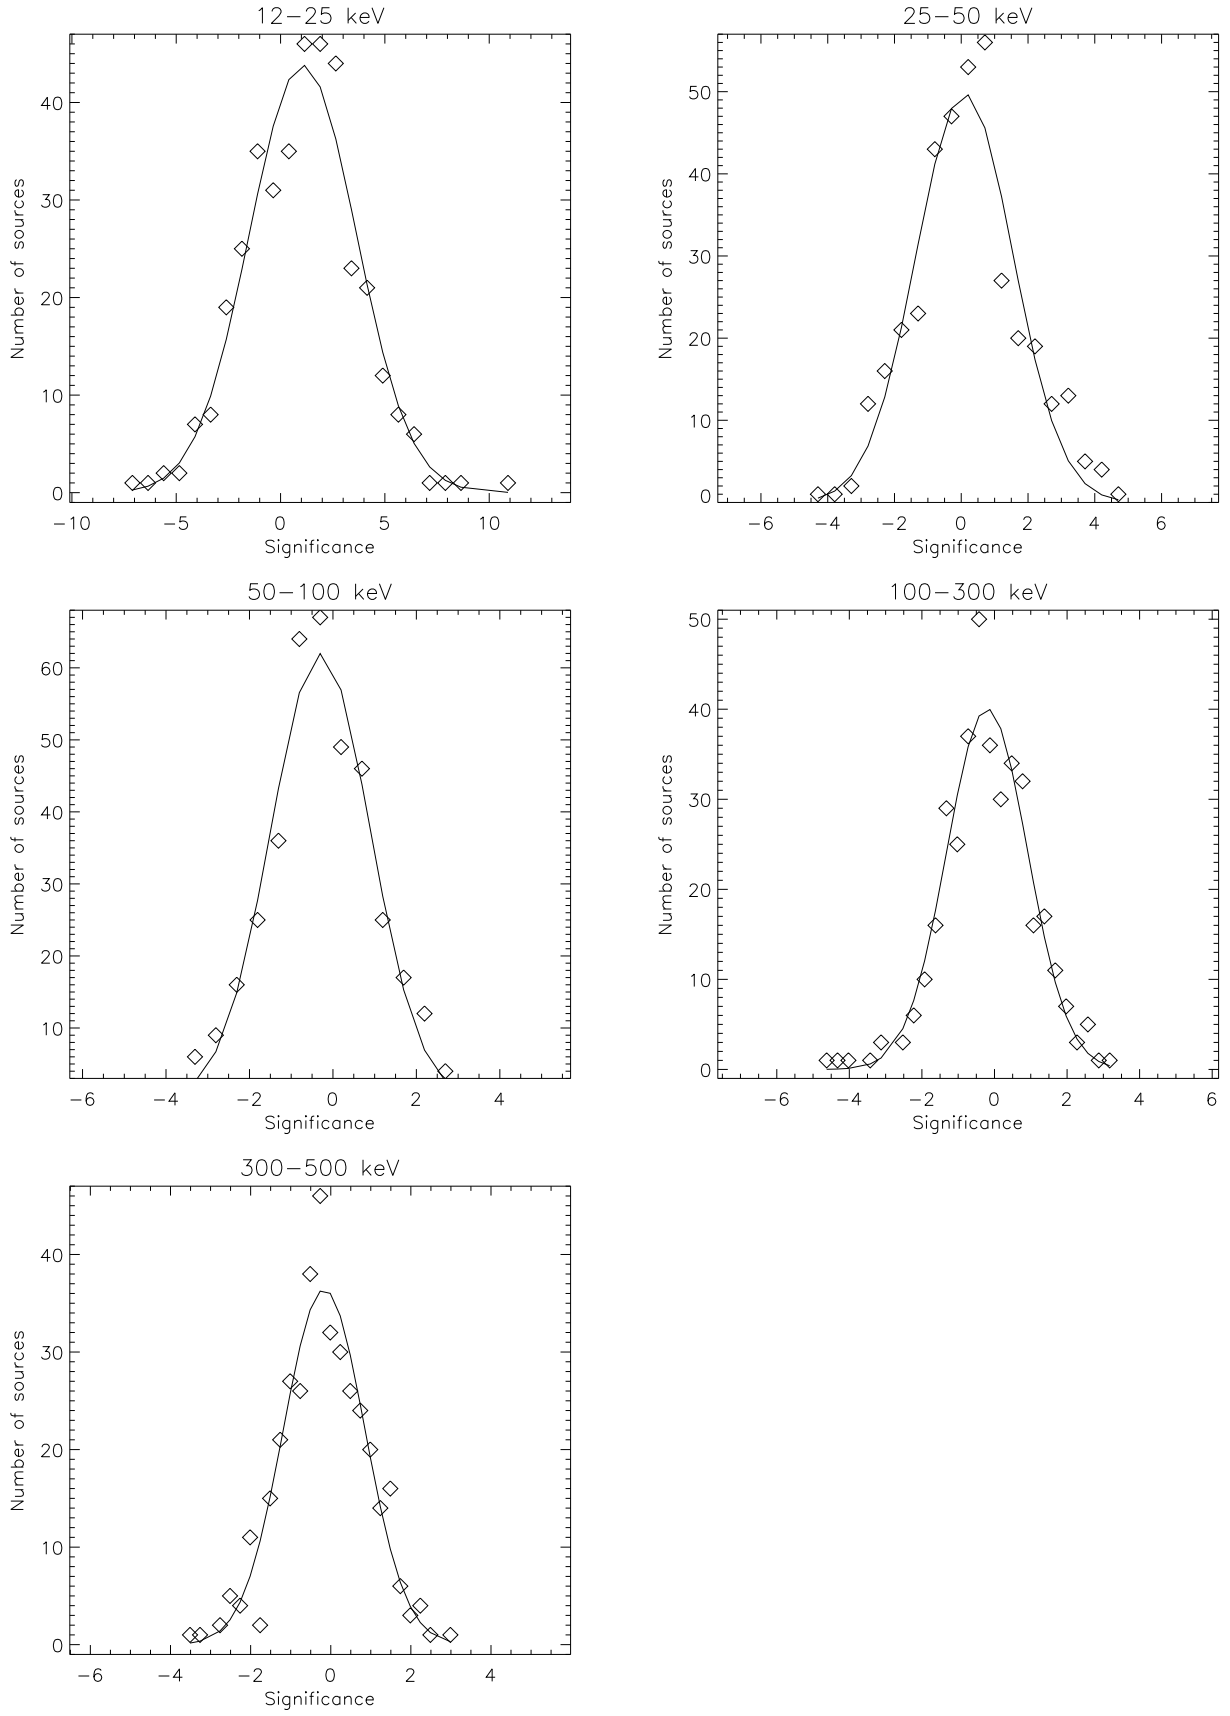 12−25 keV
Number of sources
40
30
20
10
0
−10 −5 0 5 10
Significance
25−50 keV
Number of sources
50
40
30
20
10
0
−6 −4 −2 0 2 4 6
Significance
50−100 keV
Number of sources
60
50
40
30
20
10
−6 −4 −2 0 2 4
Significance
100−300 keV
Number of sources
50
40
30
20
10
0
−6 −4 −2 0 2 4 6
Significance
300−500 keV
Number of sources
40
30
20
10
0
−6 −4 −2 0 2 4
Significance